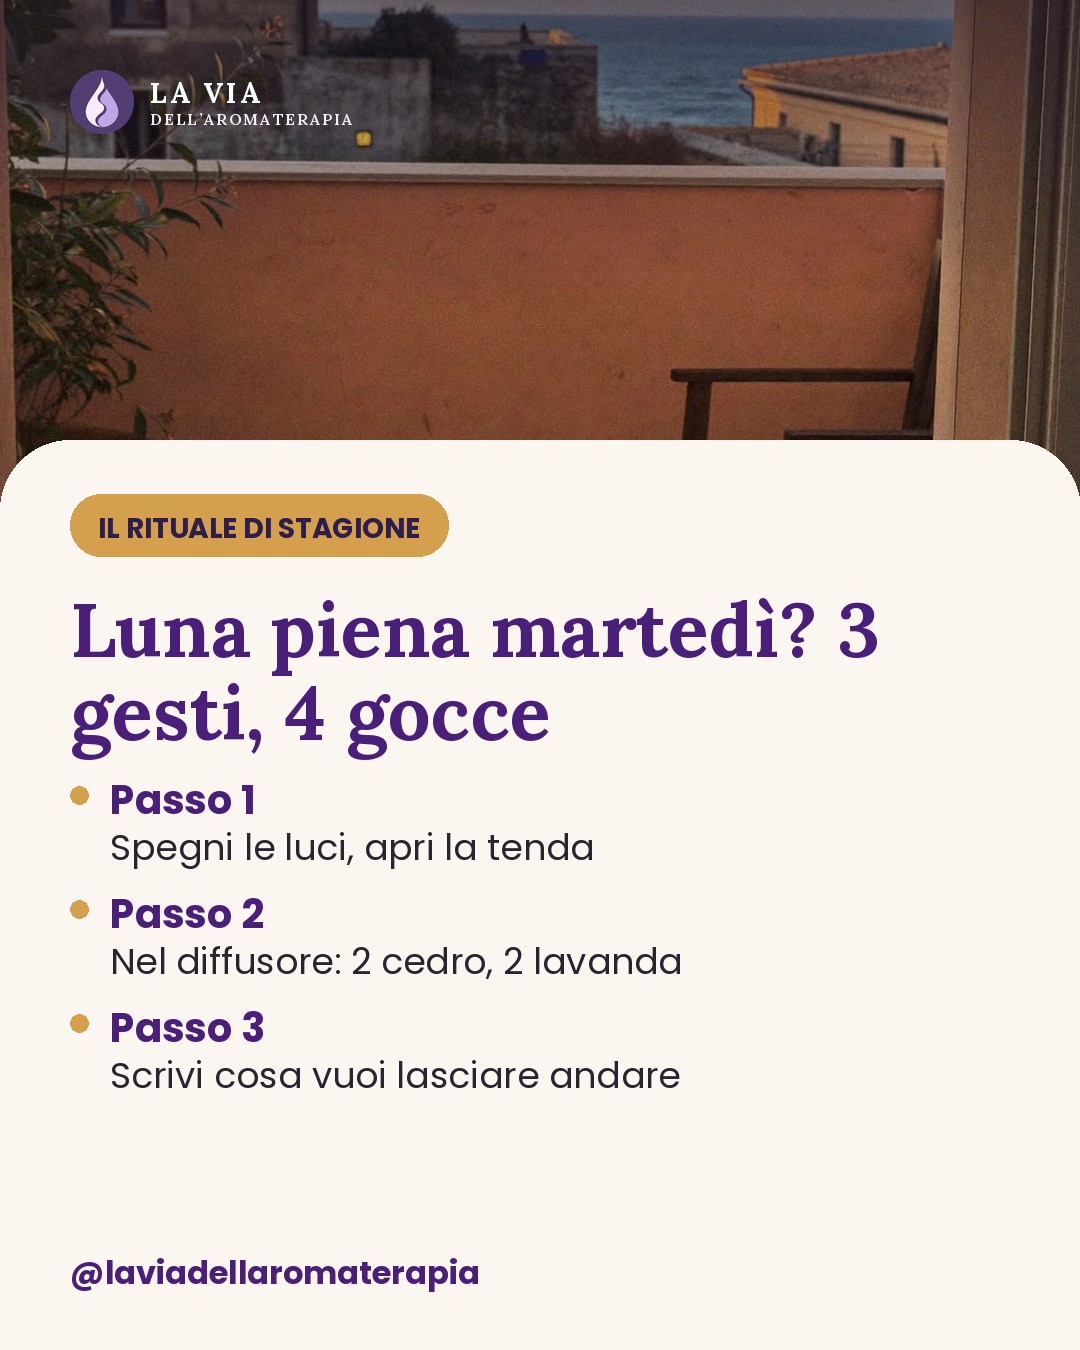 LA VIA
DELL'AROMATERAPIA
IL RITUALE DI STAGIONE
Luna piena martedì? 3
gesti, 4 gocce
Passo 1
Spegni le luci, apri la tenda
Passo 2
Nel diffusore: 2 cedro, 2 lavanda
Passo 3
Scrivi cosa vuoi lasciare andare
@laviadellaromaterapia